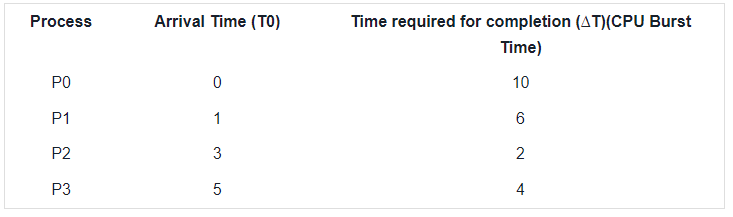 Process Arrival Time (T0) Time required for completion (∆T)(CPU Burst
Time)
P0 0 10
P1 1 6
P2 3 2
P3 5 4